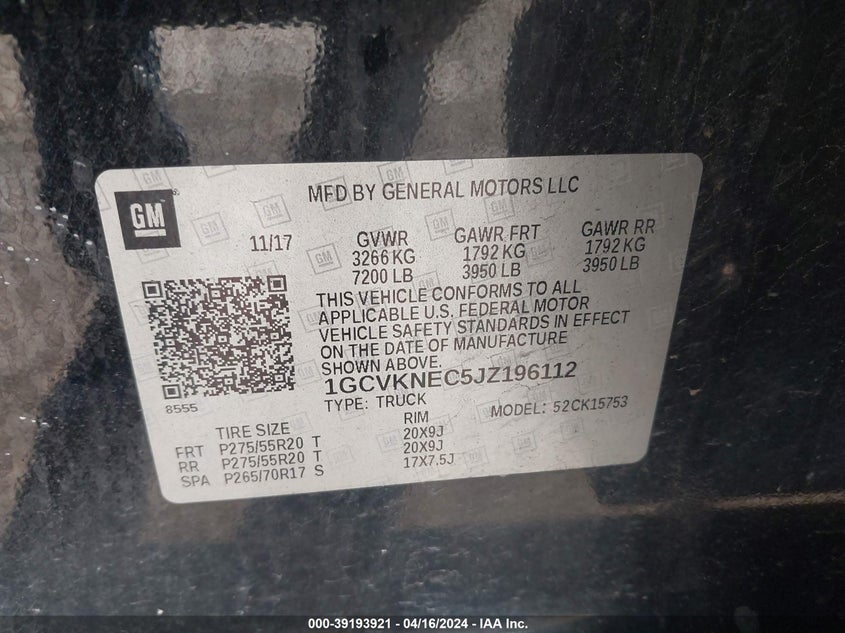 GM
MFD BY GENERAL MOTORS LLC
11/17
GVWR
3266 KG
7200 LB
GAWR FRT
1792 KG
3950 LB
GAWR RR
1792 KG
3950 LB
THIS VEHICLE CONFORMS TO ALL
APPLICABLE U.S. FEDERAL MOTOR
VEHICLE SAFETY STANDARDS IN EFFECT
ON THE DATE OF MANUFACTURE
SHOWN ABOVE
1GCVKNEC5JZ196112
8555
TYPE: TRUCK
MODEL: 52CK15753
TIRE SIZE RIM
FRT P275/55R20 T 20X9J
RR P275/55R20 T 20X9J
SPA P265/70R17 S 17X7.5J
000-39193921 - 04/16/2024 - IAA Inc.